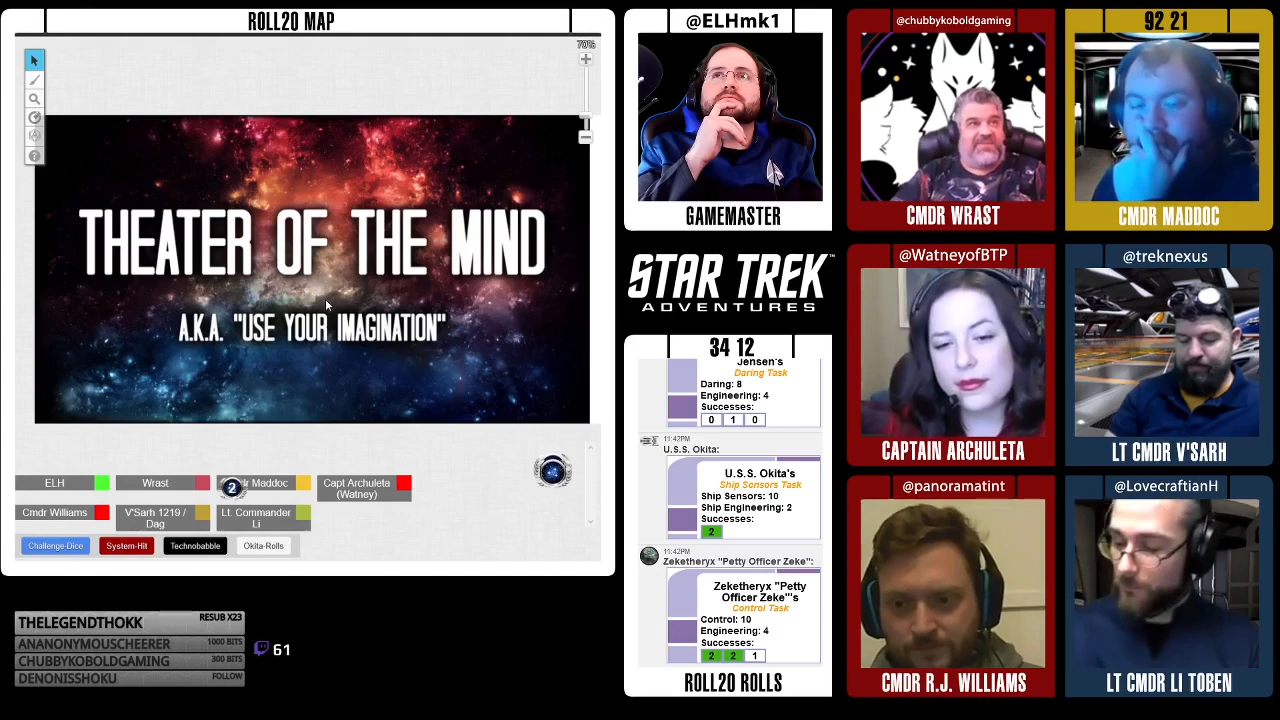 ROLL20 MAP
70%
THEATER OF THE MIND
A.K.A. "USE YOUR IMAGINATION"
ELH
Wrast
dr Maddoc
2
Capt Archuleta
(Watney)
Cmdr Williams
V'Sarh 1219 /
Dag
Lt. Commander
Li
Challenge-Dice
System-Hit
Technobabble
Okita-Rolls
THELEGENDTHOKK
RESUB X23
ANANONYMOUSCHEERER
1000 BITS
CHUBBYKOBOLDGAMING
300 BITS
DENONISSHOKU
FOLLOW
61
@ELHmk1
GAMEMASTER
STAR TREK™
ADVENTURES
34 12
Jensen's
Daring Task
Daring: 8
Engineering: 4
Successes:
0 1 0
11:42PM
U.S.S. Okita:
U.S.S. Okita's
Ship Sensors Task
Ship Sensors: 10
Ship Engineering: 2
Successes:
2
11:42PM
Zeketheryx "Petty Officer Zeke":
Zeketheryx "Petty
Officer Zeke"'s
Control Task
Control: 10
Engineering: 4
Successes:
2 2 1
ROLL20 ROLLS
@chubbykoboldgaming
CMDR WRAST
92 21
CMDR MADDOC
@WatneyofBTP
CAPTAIN ARCHULETA
@treknexus
LT CMDR V'SARH
@panoramatint
CMDR R.J. WILLIAMS
@LovecraftianH
LT CMDR LI TOBEN